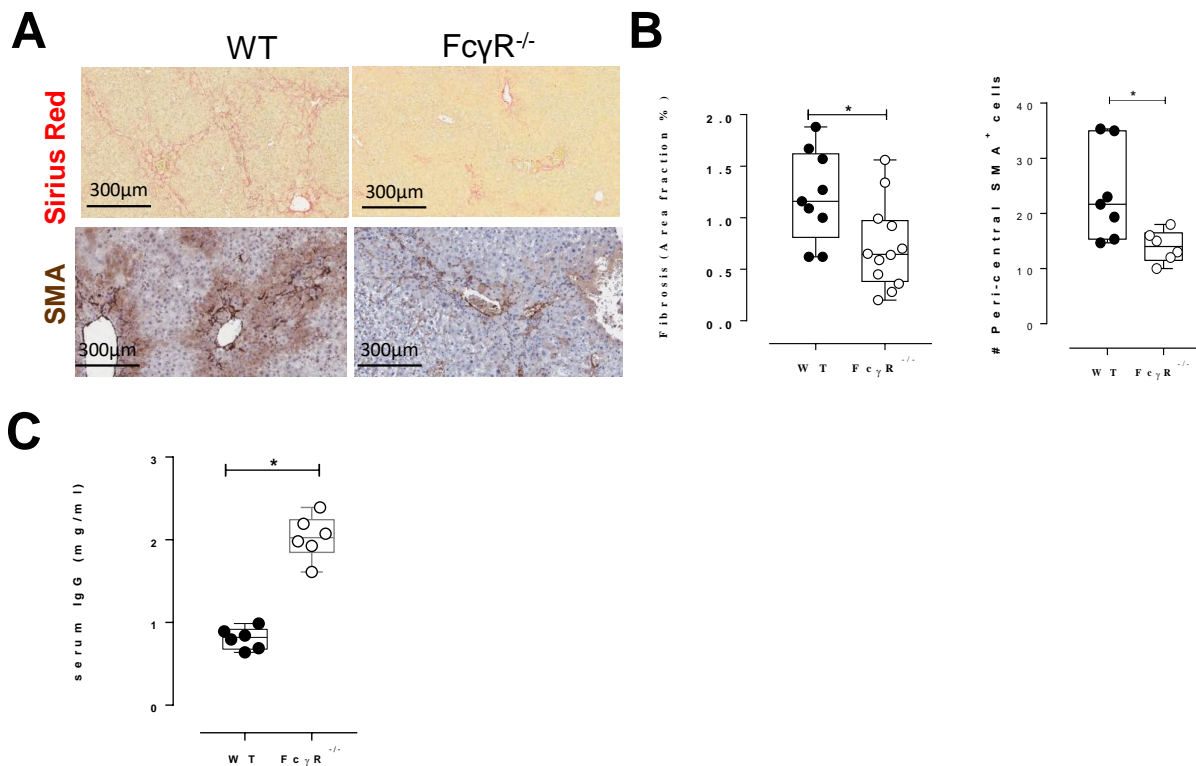 A
WT
FcγR-/-
Sirius Red
300µm
300µm
SMA
300µm
300µm
B
Fibrosis (Area fraction %)
2.0
1.5
1.0
0.5
0.0
*
WT
FcγR-/-
# Peri-central SMA+ cells
40
30
20
10
0
*
WT
FcγR-/-
C
serum IgG (mg/ml)
3
2
1
0
*
WT
FcγR-/-